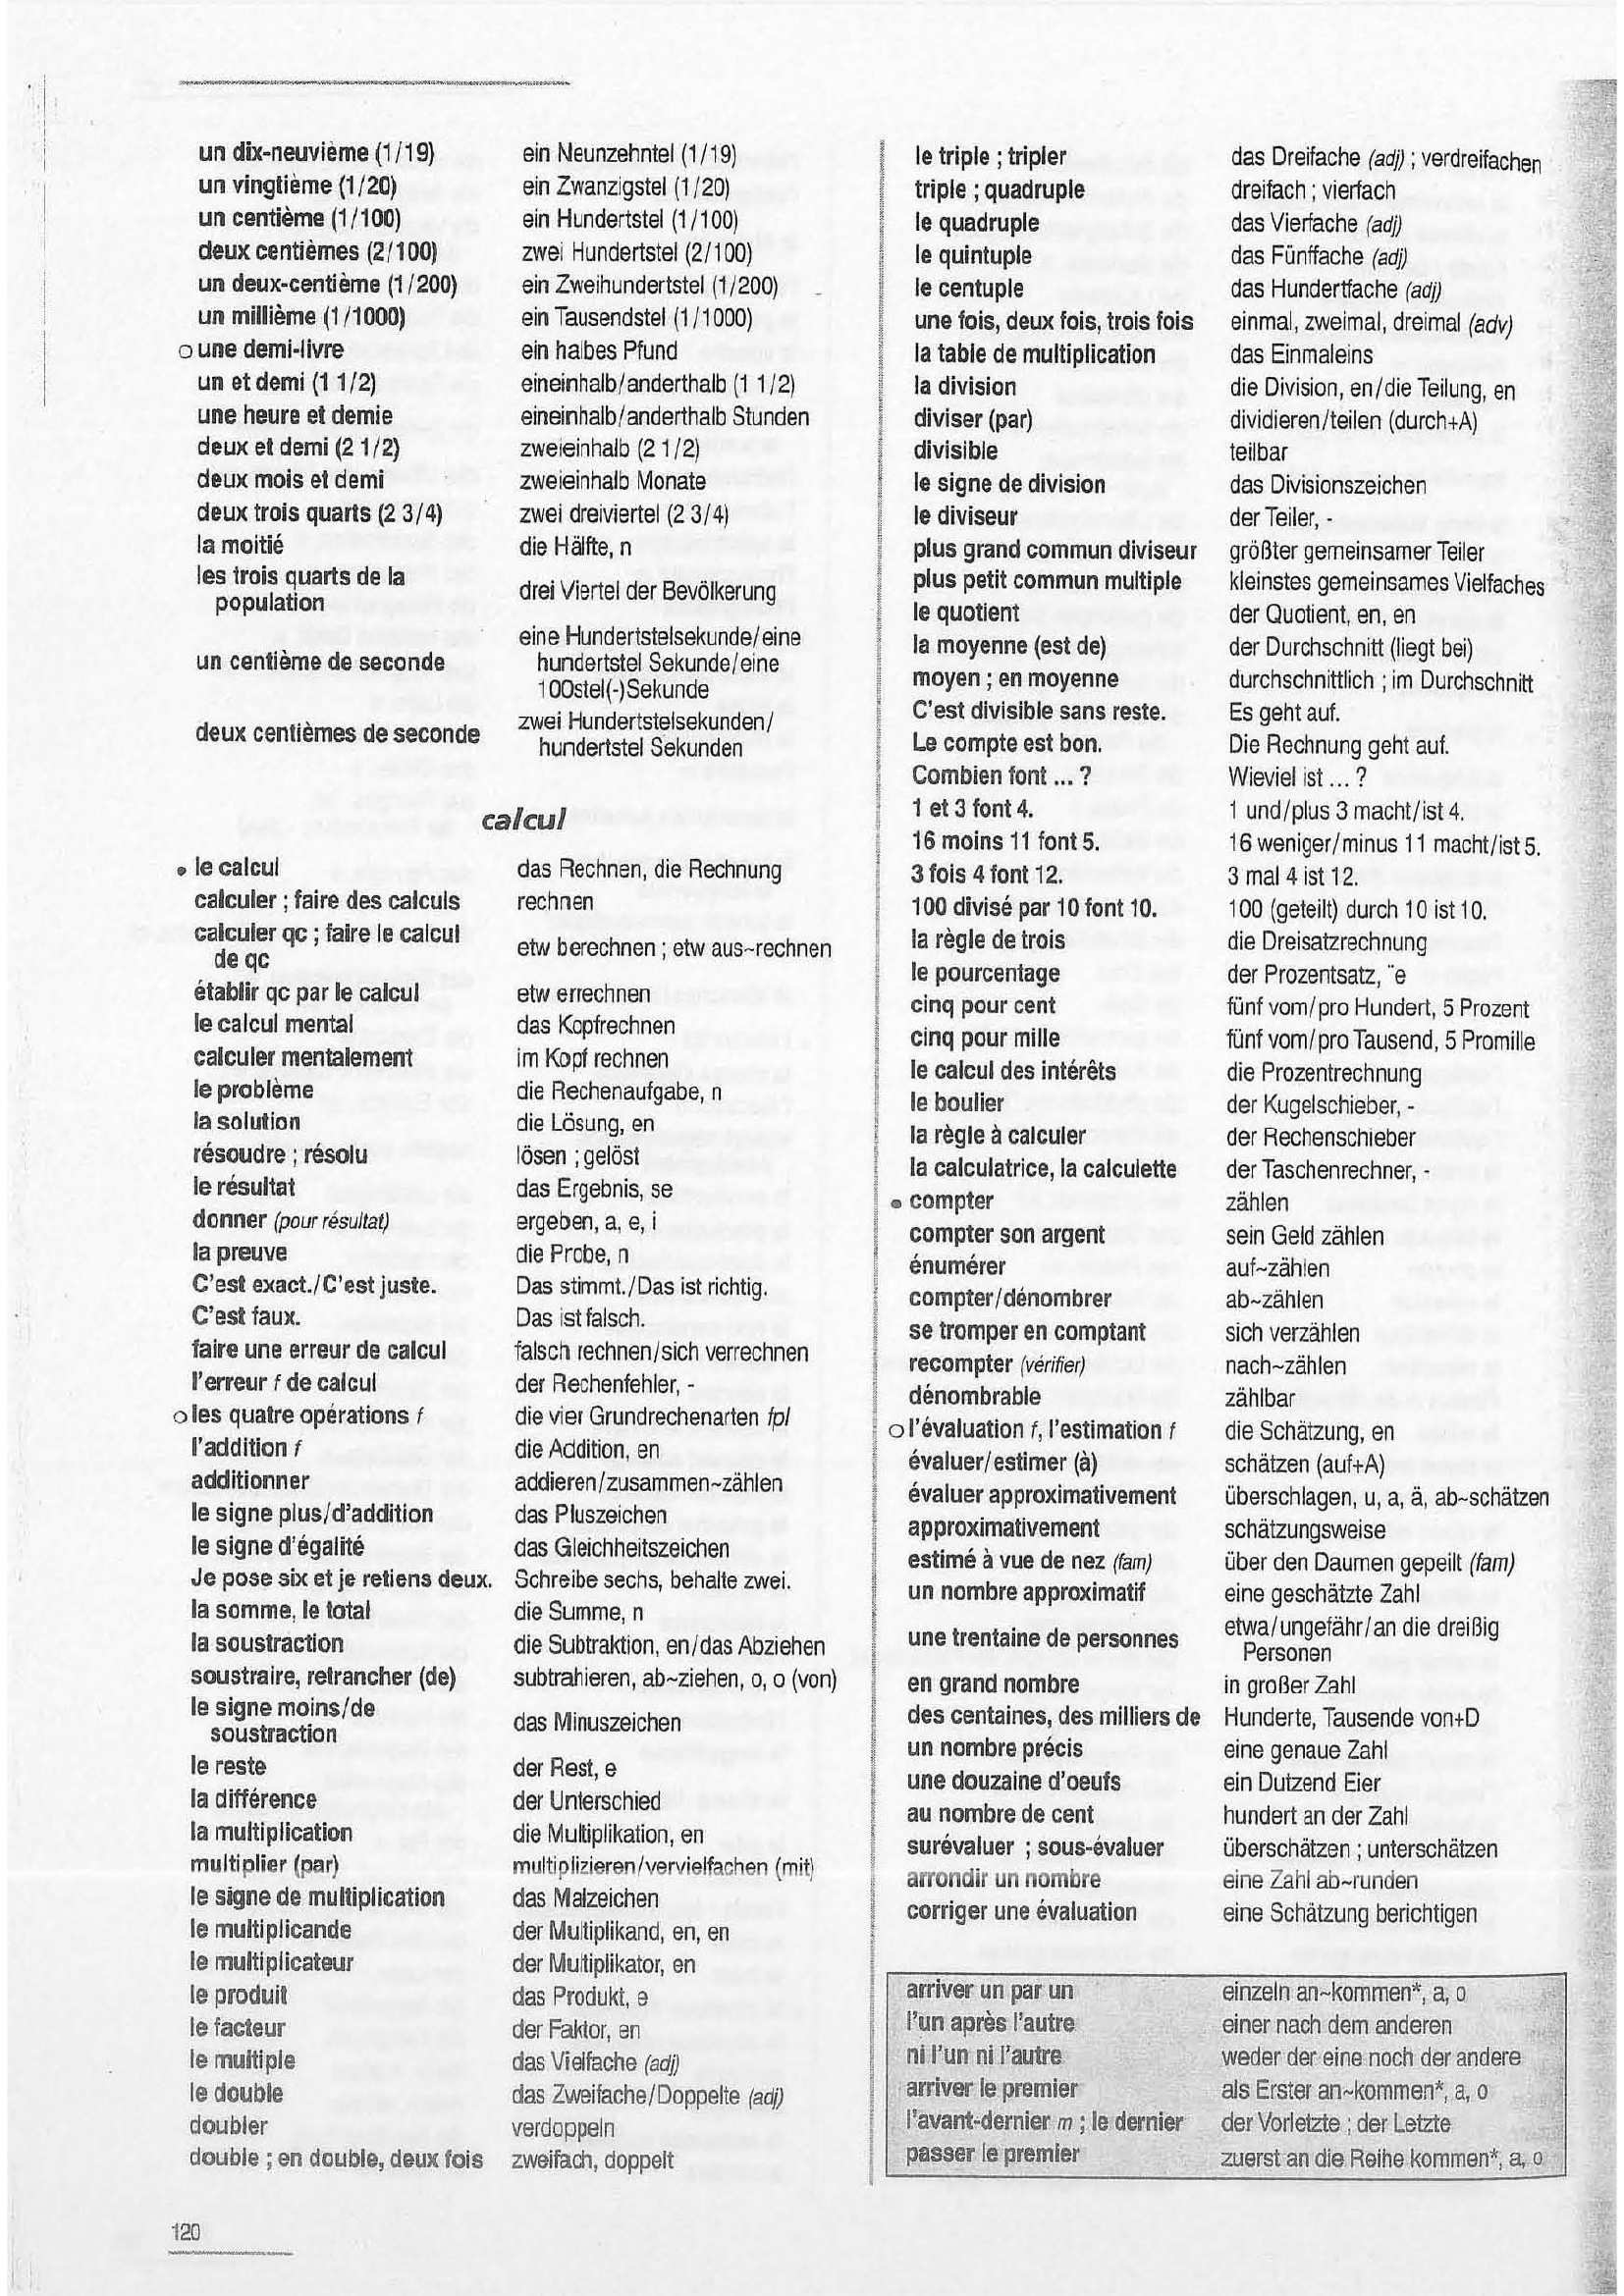 un dix-neuvième (1/19) ein Neunzehntel (1/19)
un vingtième (1/20) ein Zwanzigstel (1/20)
un centième (1/100) ein Hundertstel (1/100)
deux centièmes (2/100) zwei Hundertstel (2/100)
un deux-centième (1/200) ein Zweihundertstel (1/200)
un millième (1/1000) ein Tausendstel (1/1000)
o une demi-livre ein halbes Pfund
un et demi (1 1/2) eineinhalb/anderthalb (1 1/2)
une heure et demie eineinhalb/anderthalb Stunden
deux et demi (2 1/2) zweieinhalb (2 1/2)
deux mois et demi zweieinhalb Monate
deux trois quarts (2 3/4) zwei dreiviertel (2 3/4)
la moitié die Hälfte, n
les trois quarts de la
population drei Viertel der Bevölkerung
un centième de seconde eine Hundertstelsekunde/eine
hundertstel Sekunde/eine
100stel(-)Sekunde
deux centièmes de seconde zwei Hundertstelsekunden/
hundertstel Sekunden
calcul
• le calcul das Rechnen, die Rechnung
calculer ; faire des calculs rechnen
calculer qc ; faire le calcul
de qc etw berechnen ; etw aus~rechnen
établir qc par le calcul etw errechnen
le calcul mental das Kopfrechnen
calculer mentalement im Kopf rechnen
le problème die Rechenaufgabe, n
la solution die Lösung, en
résoudre ; résolu lösen ; gelöst
le résultat das Ergebnis, se
donner (pour résultat) ergeben, a, e, i
la preuve die Probe, n
C'est exact./C'est juste. Das stimmt./Das ist richtig.
C'est faux. Das ist falsch.
faire une erreur de calcul falsch rechnen/sich verrechnen
l'erreur f de calcul der Rechenfehler, -
o les quatre opérations f die vier Grundrechenarten fpl
l'addition f die Addition, en
additionner addieren/zusammen~zählen
le signe plus/d'addition das Pluszeichen
le signe d'égalité das Gleichheitszeichen
Je pose six et je retiens deux. Schreibe sechs, behalte zwei.
la somme, le total die Summe, n
la soustraction die Subtraktion, en/das Abziehen
soustraire, retrancher (de) subtrahieren, ab~ziehen, o, o (von)
le signe moins/de
soustraction das Minuszeichen
le reste der Rest, e
la différence der Unterschied
la multiplication die Multiplikation, en
multiplier (par) multiplizieren/vervielfachen (mit)
le signe de multiplication das Malzeichen
le multiplicande der Multiplikand, en, en
le multiplicateur der Multiplikator, en
le produit das Produkt, e
le facteur der Faktor, en
le multiple das Vielfache (adj)
le double das Zweifache/Doppelte (adj)
doubler verdoppeln
double ; en double, deux fois zweifach, doppelt
120
le triple ; tripler das Dreifache (adj) ; verdreifachen
triple ; quadruple dreifach ; vierfach
le quadruple das Vierfache (adj)
le quintuple das Fünffache (adj)
le centuple das Hundertfache (adj)
une fois, deux fois, trois fois einmal, zweimal, dreimal (adv)
la table de multiplication das Einmaleins
la division die Division, en/die Teilung, en
diviser (par) dividieren/teilen (durch+A)
divisible teilbar
le signe de division das Divisionszeichen
le diviseur der Teiler, -
plus grand commun diviseur größter gemeinsamer Teiler
plus petit commun multiple kleinstes gemeinsames Vielfaches
le quotient der Quotient, en, en
la moyenne (est de) der Durchschnitt (liegt bei)
moyen ; en moyenne durchschnittlich ; im Durchschnitt
C'est divisible sans reste. Es geht auf.
Le compte est bon. Die Rechnung geht auf.
Combien font ... ? Wieviel ist ... ?
1 et 3 font 4. 1 und/plus 3 macht/ist 4.
16 moins 11 font 5. 16 weniger/minus 11 macht/ist 5.
3 fois 4 font 12. 3 mal 4 ist 12.
100 divisé par 10 font 10. 100 (geteilt) durch 10 ist 10.
la règle de trois die Dreisatzrechnung
le pourcentage der Prozentsatz, ¨e
cinq pour cent fünf vom/pro Hundert, 5 Prozent
cinq pour mille fünf vom/pro Tausend, 5 Promille
le calcul des intérêts die Prozentrechnung
le boulier der Kugelschieber, -
la règle à calculer der Rechenschieber
la calculatrice, la calculette der Taschenrechner, -
• compter zählen
compter son argent sein Geld zählen
énumérer auf~zählen
compter/dénombrer ab~zählen
se tromper en comptant sich verzählen
recompter (vérifier) nach~zählen
dénombrable zählbar
o l'évaluation f, l'estimation f die Schätzung, en
évaluer/estimer (à) schätzen (auf+A)
évaluer approximativement überschlagen, u, a, ä, ab~schätzen
approximativement schätzungsweise
estimé à vue de nez (fam) über den Daumen gepeilt (fam)
un nombre approximatif eine geschätzte Zahl
une trentaine de personnes etwa/ungefähr/an die dreißig
Personen
en grand nombre in großer Zahl
des centaines, des milliers de Hunderte, Tausende von+D
un nombre précis eine genaue Zahl
une douzaine d'oeufs ein Dutzend Eier
au nombre de cent hundert an der Zahl
surévaluer ; sous-évaluer überschätzen ; unterschätzen
arrondir un nombre eine Zahl ab~runden
corriger une évaluation eine Schätzung berichtigen
arriver un par un einzeln an~kommen*, a, o
l'un après l'autre einer nach dem anderen
ni l'un ni l'autre weder der eine noch der andere
arriver le premier als Erster an~kommen*, a, o
l'avant-dernier m ; le dernier der Vorletzte ; der Letzte
passer le premier zuerst an die Reihe kommen*, a, o